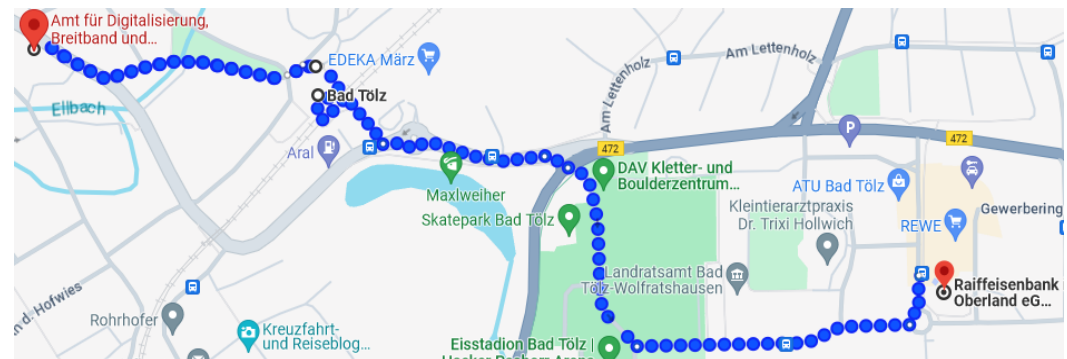 Amt für Digitalisierung,
Breitband und...
EDEKA März
Am Lettenholz
Ellbach
Bad Tölz
Am Lettenholz
Aral
472
P
472
Maxlweiher
DAV Kletter- und
Boulderzentrum...
ATU Bad Tölz
Skatepark Bad Tölz
Kleintierarztpraxis
Dr. Trixi Hollwich
REWE
Gewerbering
Landratsamt Bad
Tölz-Wolfratshausen
Raiffeisenbank
Oberland eG...
n d. Hofwies
Rohrhofer
Kreuzfahrt-
und Reiseblog...
Eisstadion Bad Tölz |